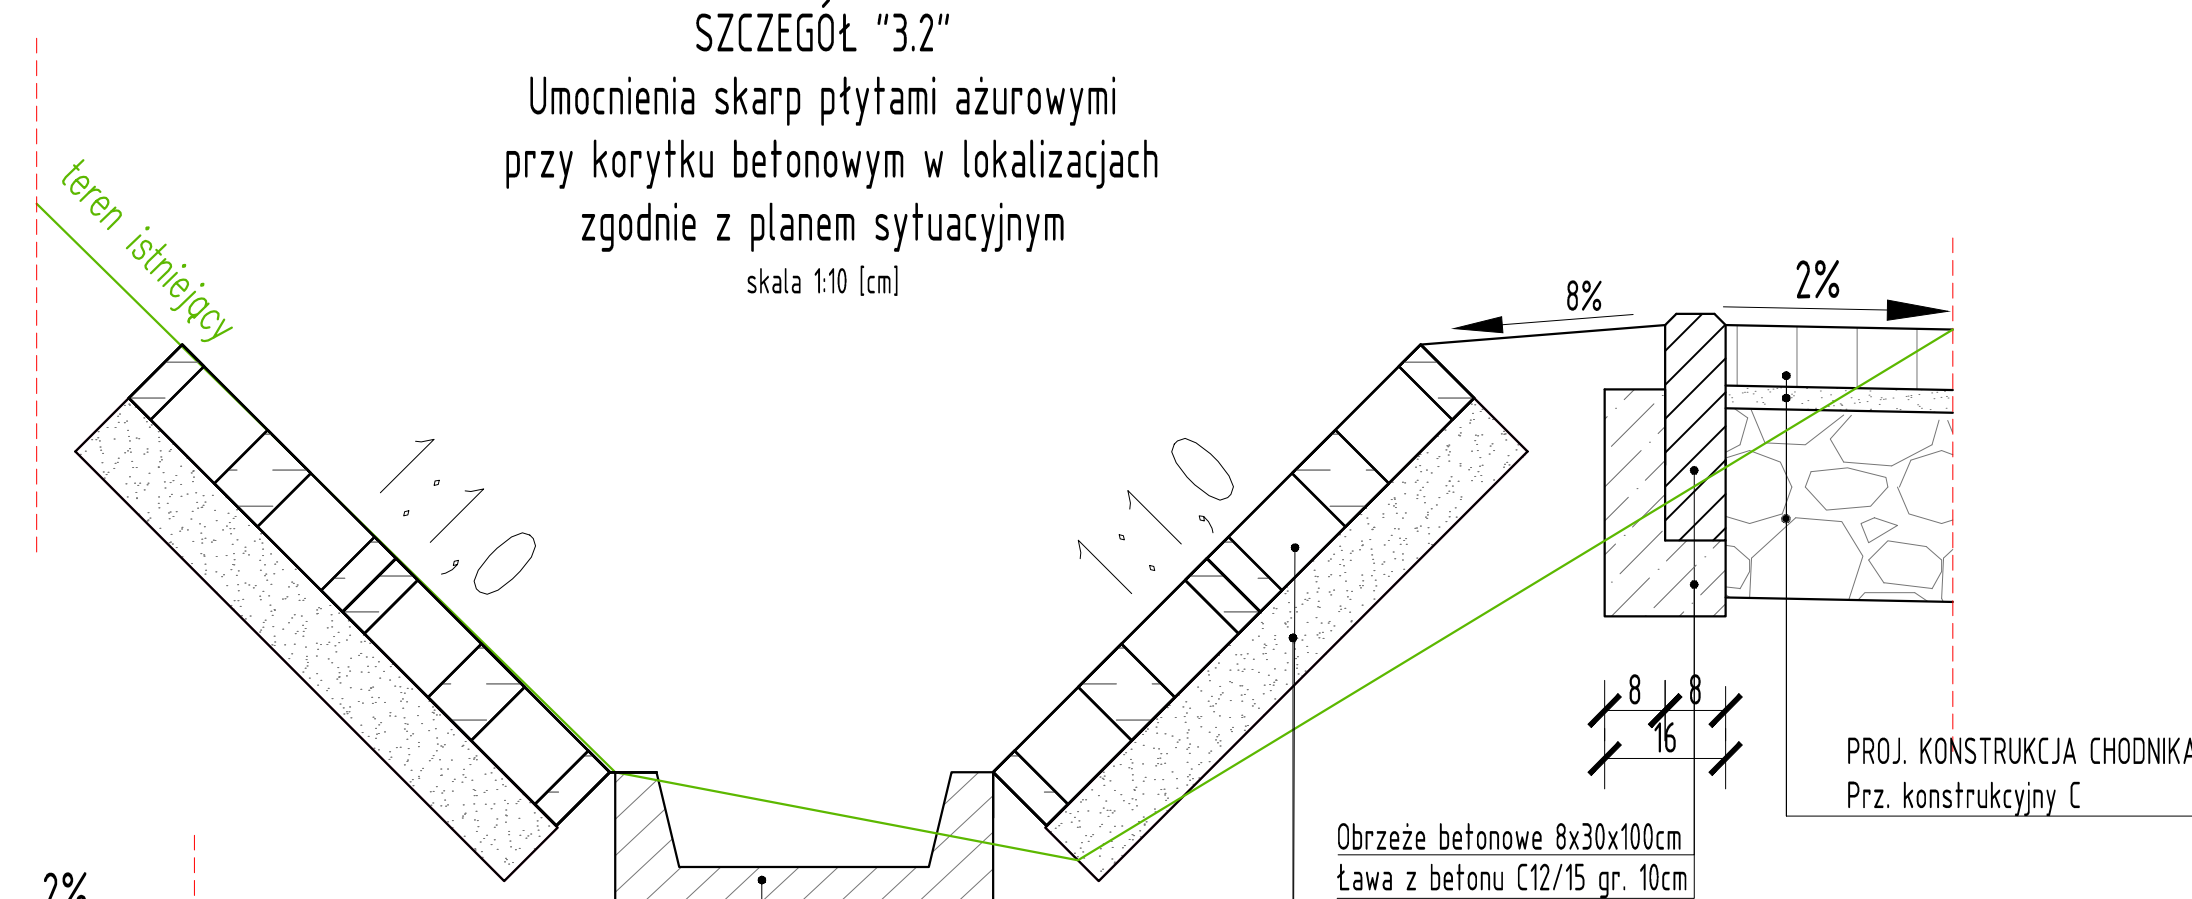 SZCZEGÓŁ "3.2"
Umocnienia skarp płytami ażurowymi
przy korytku betonowym w lokalizacjach
zgodnie z planem sytuacyjnym
skala 1:10 [cm]
teren istniejący
8%
2%
1:1,0
1:1,0
8
8
16
PROJ. KONSTRUKCJA CHODNIKA
Prz. konstrukcyjny C
Obrzeże betonowe 8x30x100cm
Ława z betonu C12/15 gr. 10cm
2%